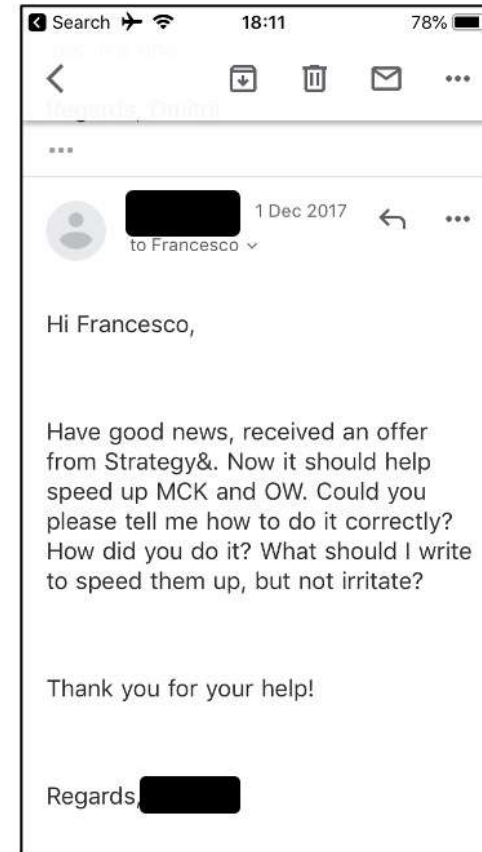 Search 18:11 78%
Regards, Dmitrii
1 Dec 2017
to Francesco
Hi Francesco,
Have good news, received an offer
from Strategy&. Now it should help
speed up MCK and OW. Could you
please tell me how to do it correctly?
How did you do it? What should I write
to speed them up, but not irritate?
Thank you for your help!
Regards,